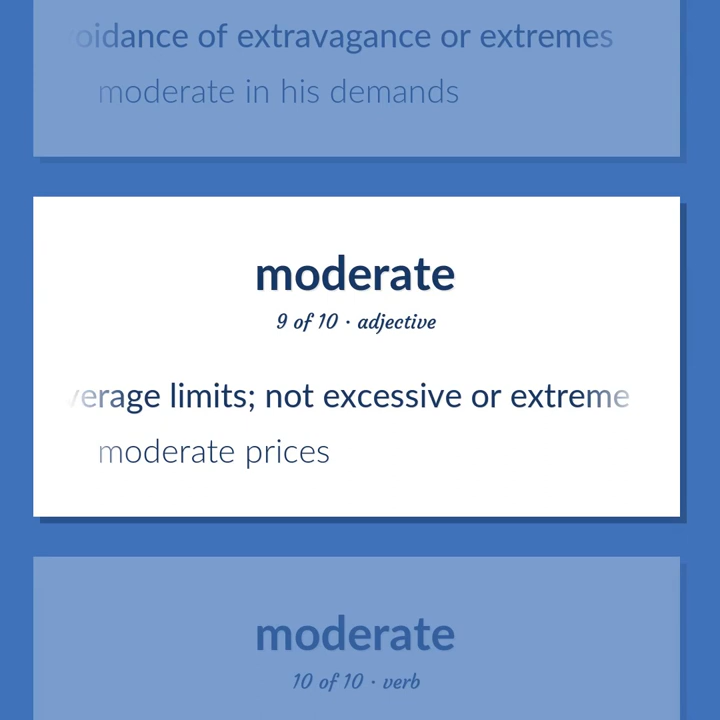 oidance of extravagance or extremes
moderate in his demands
moderate
9 of 10 · adjective
verage limits; not excessive or extreme
moderate prices
moderate
10 of 10 · verb